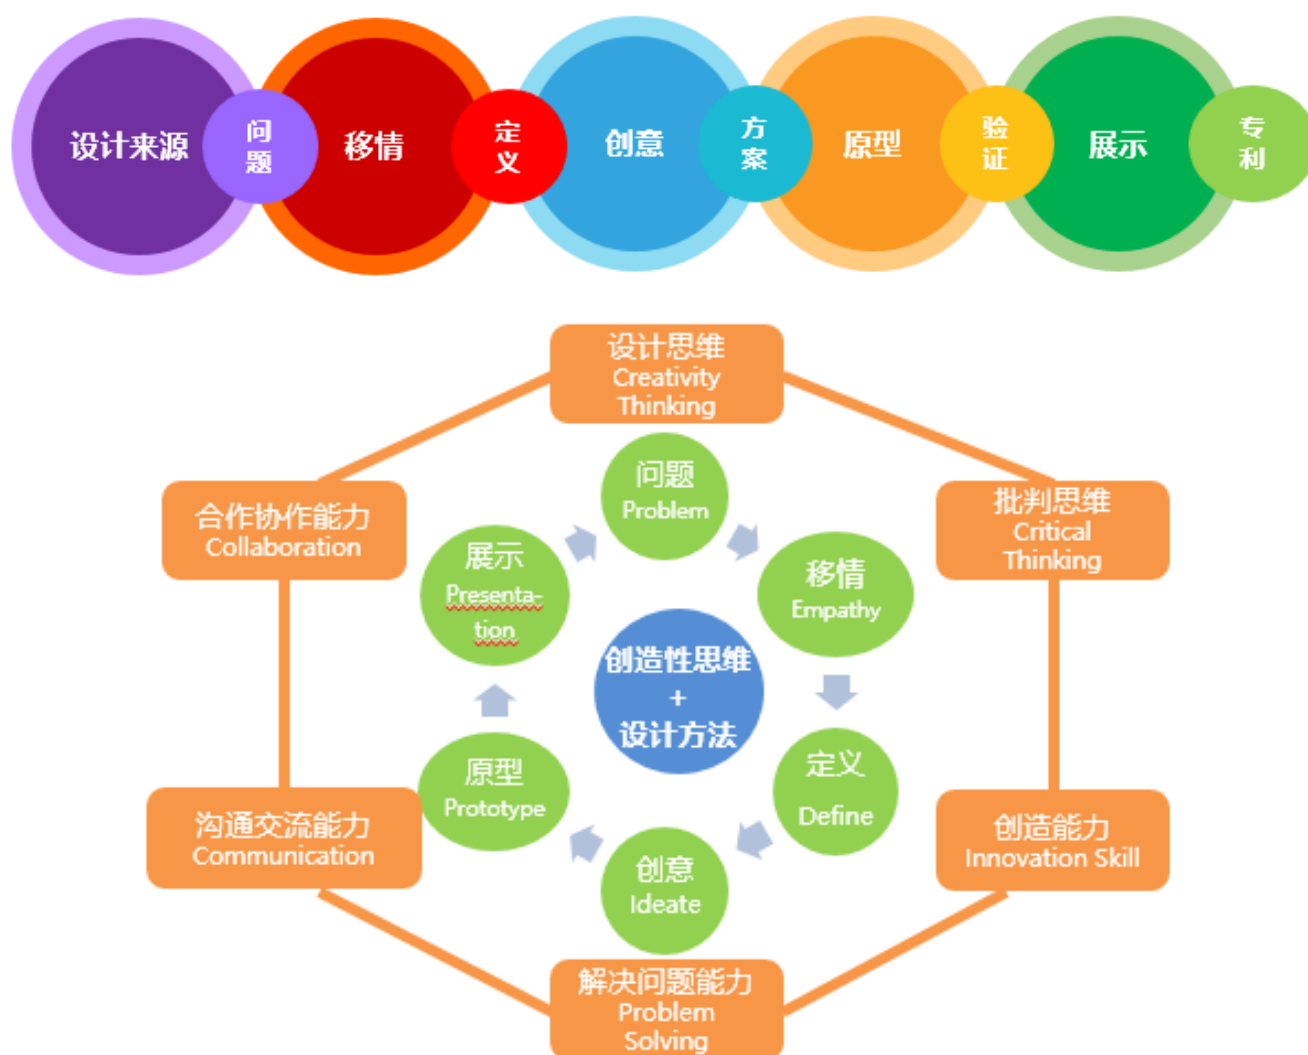 设计来源
问
题
移情
定
义
创意
方
案
原型
验
证
展示
专
利
设计思维
Creativity
Thinking
合作协作能力
Collaboration
批判思维
Critical
Thinking
问题
Problem
展示
Presenta-
tion
移情
Empathy
创造性思维
+
设计方法
原型
Prototype
定义
Define
沟通交流能力
Communication
创造能力
Innovation Skill
创意
Ideate
解决问题能力
Problem
Solving